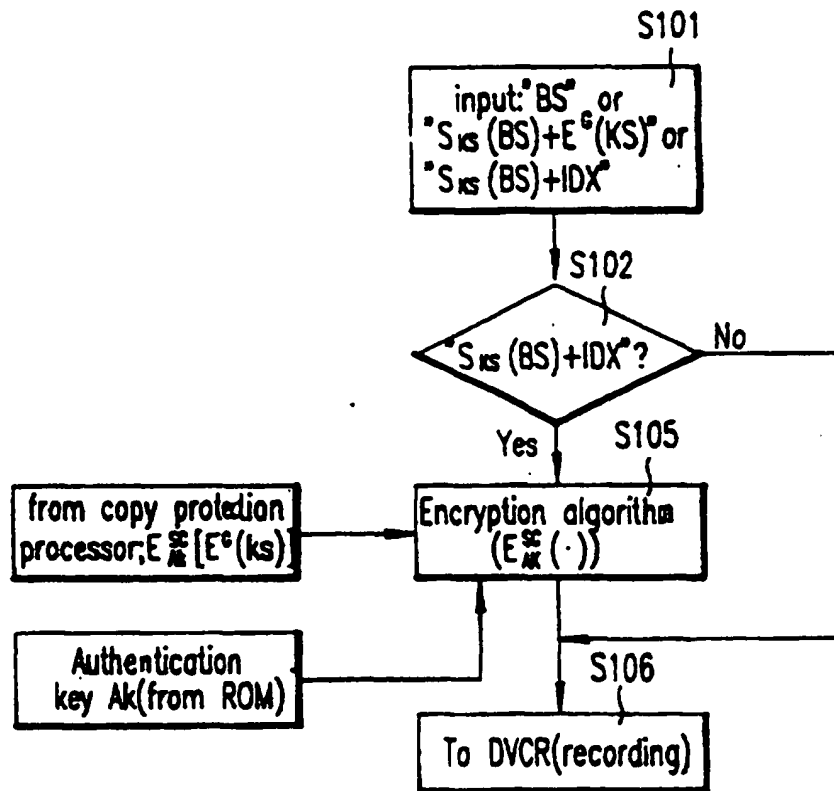 S101
input:"BS" or
"S_KS (BS)+E^G(KS)" or
"S_KS (BS)+IDX"
S102
"S_KS (BS)+IDX"?
No
Yes
S105
from copy protection
processor;E^SC_AK[E^G(ks)]
Encryption algorithm
(E^SC_AK(·))
Authentication
key Ak(from ROM)
S106
To DVCR(recording)